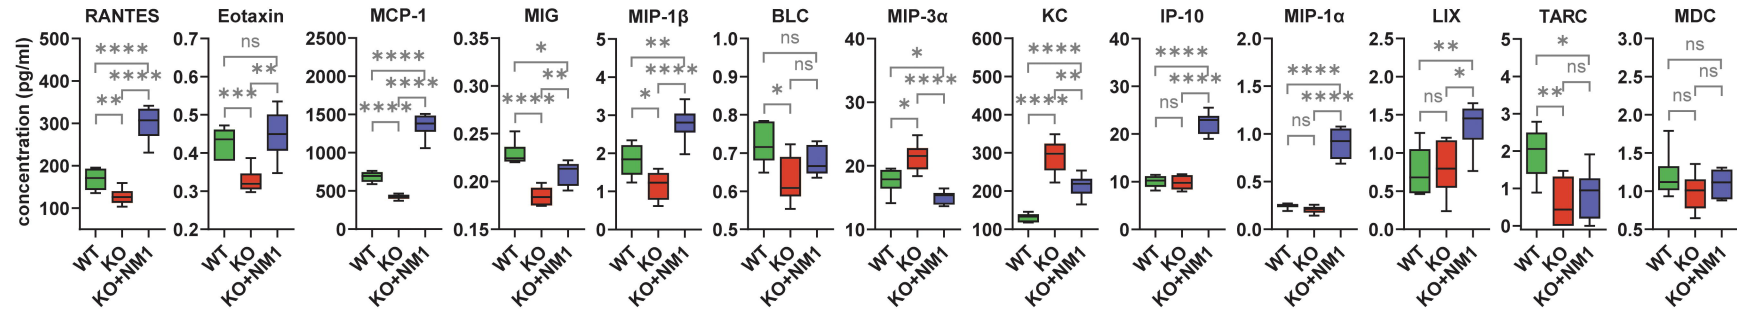 RANTES Eotaxin MCP-1 MIG MIP-1β BLC MIP-3α KC IP-10 MIP-1α LIX TARC MDC
concentration (pg/ml)
500 400 300 200 100
**** **** **
WT KO KO+NM1
0.7 0.6 0.5 0.4 0.3 0.2
ns ** ***
WT KO KO+NM1
2500 2000 1500 1000 500 0
**** **** ****
WT KO KO+NM1
0.35 0.30 0.25 0.20 0.15
* ** ****
WT KO KO+NM1
5 4 3 2 1 0
** **** *
WT KO KO+NM1
1.0 0.9 0.8 0.7 0.6 0.5
ns ns *
WT KO KO+NM1
40 30 20 10
* **** *
WT KO KO+NM1
600 500 400 300 200 100
**** ** ****
WT KO KO+NM1
40 30 20 10 0
**** **** ns
WT KO KO+NM1
2.0 1.5 1.0 0.5 0.0
**** **** ns
WT KO KO+NM1
2.5 2.0 1.5 1.0 0.5 0.0
** * ns
WT KO KO+NM1
5 4 3 2 1 0
* ns **
WT KO KO+NM1
3.0 2.5 2.0 1.5 1.0 0.5
ns ns ns
WT KO KO+NM1